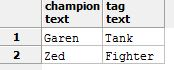 champion tag
text text
1 Garen Tank
2 Zed Fighter